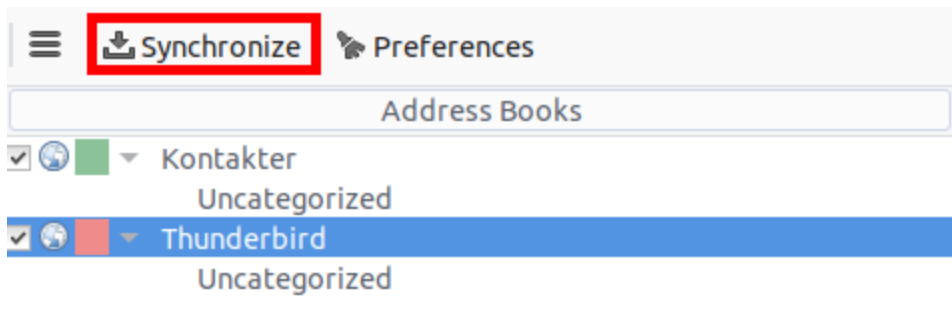 Synchronize Preferences
Address Books
Kontakter
Uncategorized
Thunderbird
Uncategorized